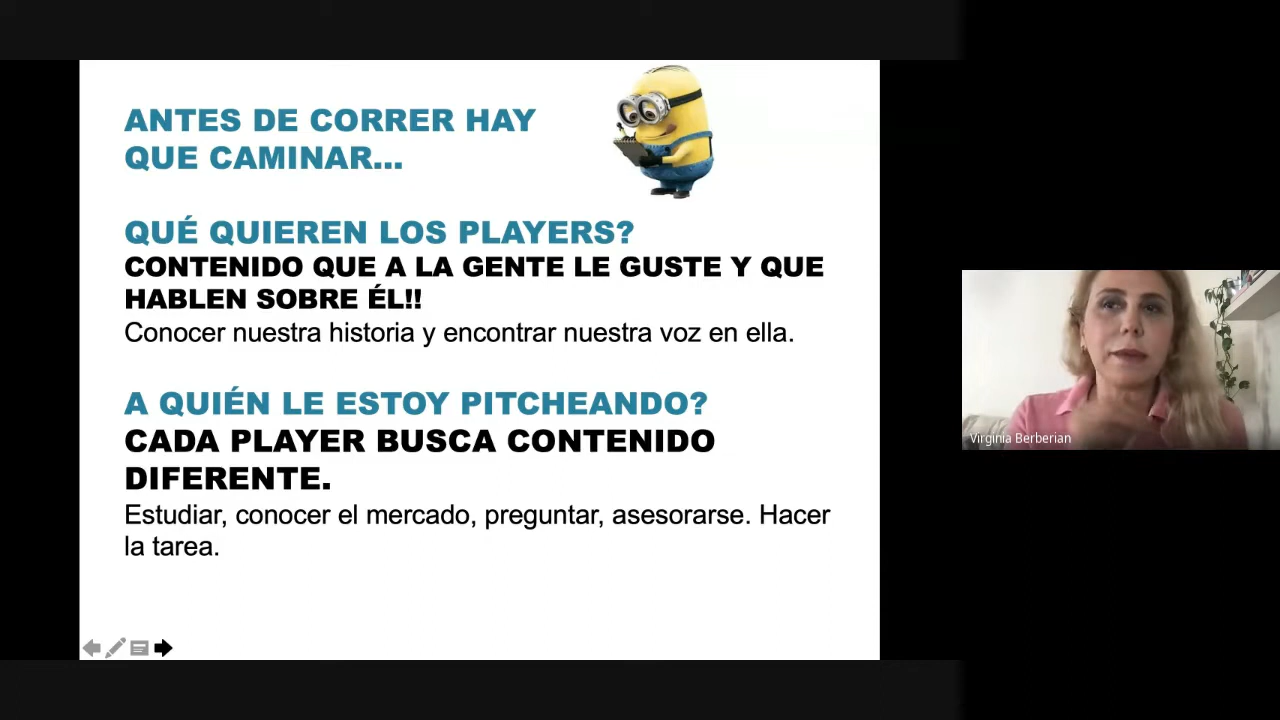 ANTES DE CORRER HAY
QUE CAMINAR...
QUÉ QUIEREN LOS PLAYERS?
CONTENIDO QUE A LA GENTE LE GUSTE Y QUE
HABLEN SOBRE ÉL!!
Conocer nuestra historia y encontrar nuestra voz en ella.
A QUIÉN LE ESTOY PITCHEANDO?
CADA PLAYER BUSCA CONTENIDO
DIFERENTE.
Estudiar, conocer el mercado, preguntar, asesorarse. Hacer
la tarea.
Virginia Berberian